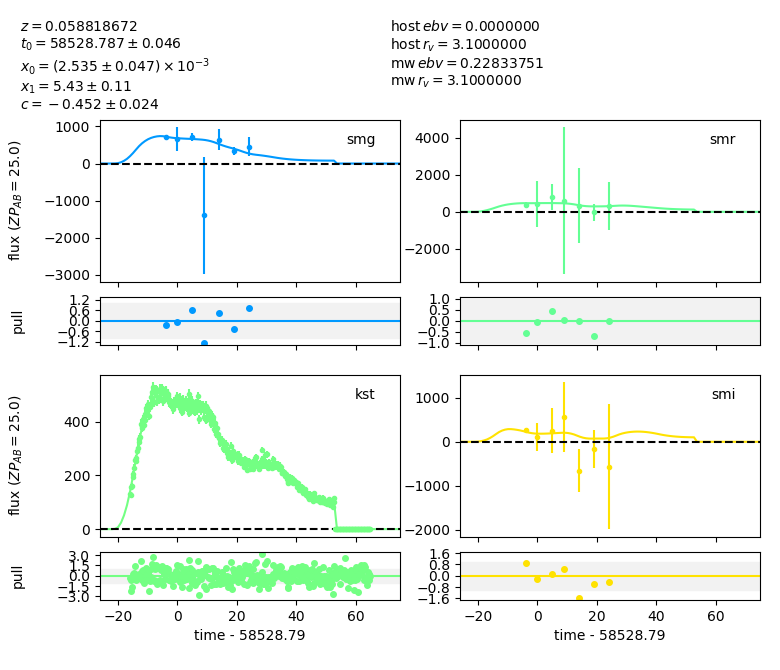 z = 0.058818672
t₀ = 58528.787 ± 0.046
x₀ = (2.535 ± 0.047) × 10⁻³
x₁ = 5.43 ± 0.11
c = −0.452 ± 0.024
host ebv = 0.0000000
host r_v = 3.1000000
mw ebv = 0.22833751
mw r_v = 3.1000000
flux (ZP_AB = 25.0)
1000
0
−1000
−2000
−3000
smg
4000
2000
0
−2000
smr
pull
1.2
0.6
0.0
−0.6
−1.2
1.0
0.5
0.0
−0.5
−1.0
flux (ZP_AB = 25.0)
400
200
0
kst
1000
0
−1000
−2000
smi
pull
3.0
1.5
0.0
−1.5
−3.0
−20 0 20 40 60
time - 58528.79
1.6
0.8
0.0
−0.8
−1.6
−20 0 20 40 60
time - 58528.79